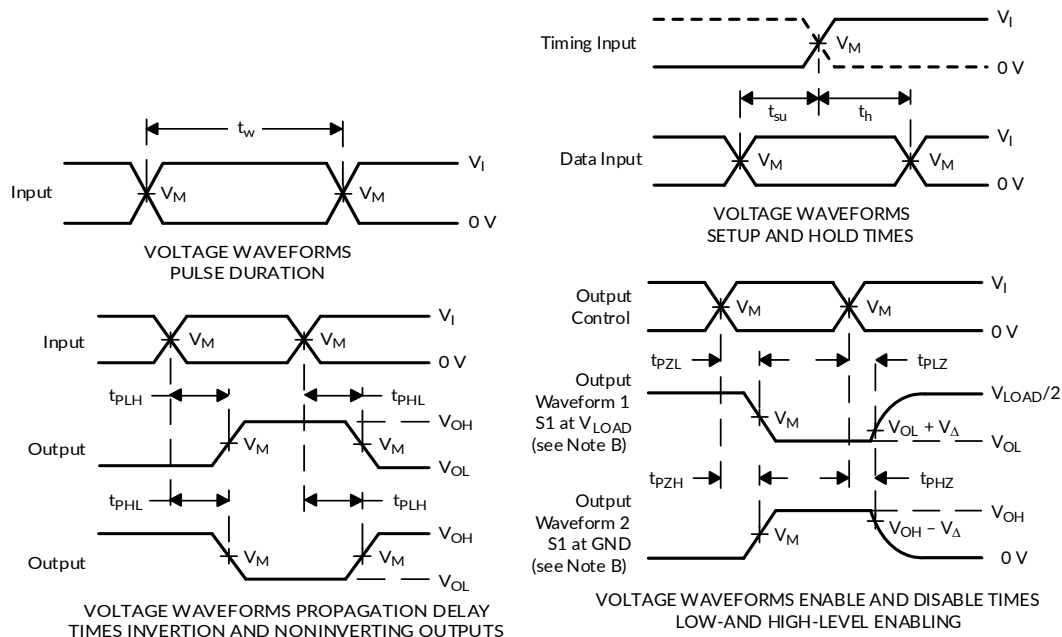 t_w
V_I
Input
V_M
V_M
0 V
VOLTAGE WAVEFORMS
PULSE DURATION
V_I
Timing Input
V_M
0 V
t_su
t_h
V_I
Data Input
V_M
V_M
0 V
VOLTAGE WAVEFORMS
SETUP AND HOLD TIMES
V_I
Input
V_M
V_M
0 V
t_PLH
t_PHL
V_OH
Output
V_M
V_M
V_OL
t_PHL
t_PLH
V_OH
Output
V_M
V_M
V_OL
VOLTAGE WAVEFORMS PROPAGATION DELAY
TIMES INVERTION AND NONINVERTING OUTPUTS
V_I
Output
Control
V_M
V_M
0 V
t_PZL
t_PLZ
Output
Waveform 1
S1 at V_LOAD
(see Note B)
V_LOAD/2
V_M
V_OL + V_Δ
V_OL
t_PZH
t_PHZ
Output
Waveform 2
S1 at GND
(see Note B)
V_OH
V_M
V_OH – V_Δ
0 V
VOLTAGE WAVEFORMS ENABLE AND DISABLE TIMES
LOW-AND HIGH-LEVEL ENABLING